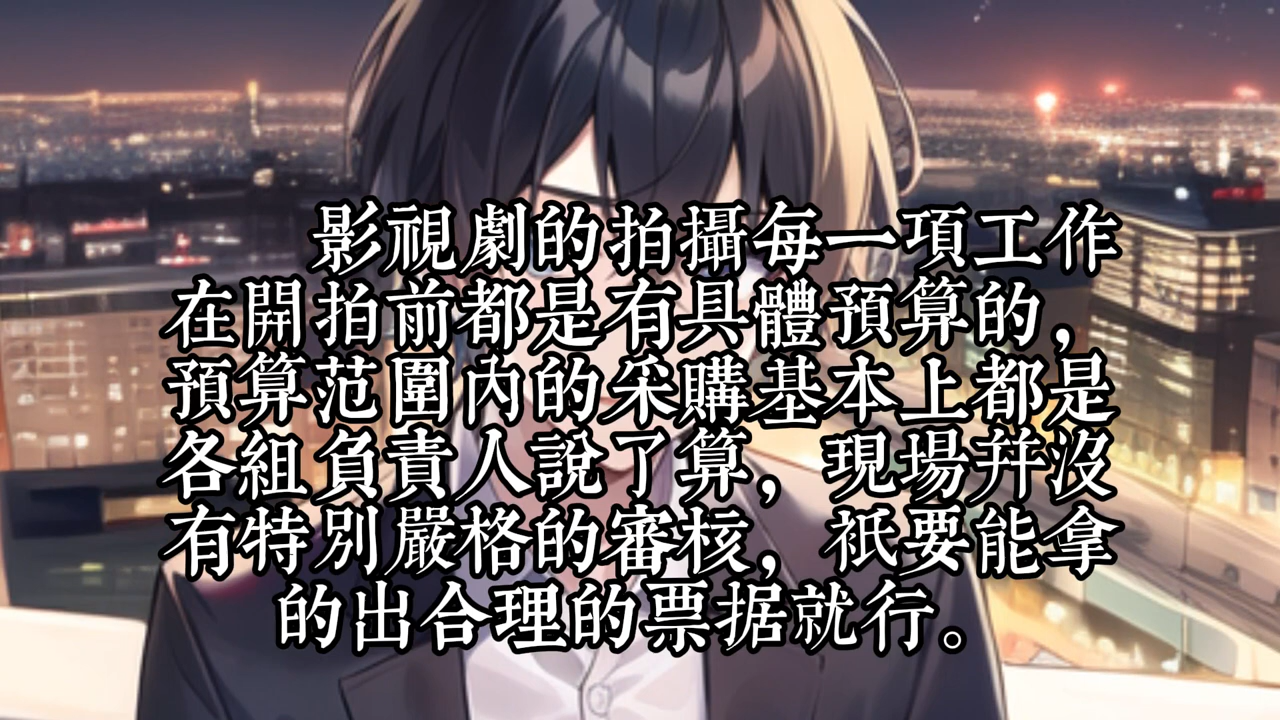 影視劇的拍攝每一項工作
在開拍前都是有具體預算的，
預算范圍內的采購基本上都是
各組負責人說了算，現場并沒
有特別嚴格的審核，衹要能拿
的出合理的票据就行。